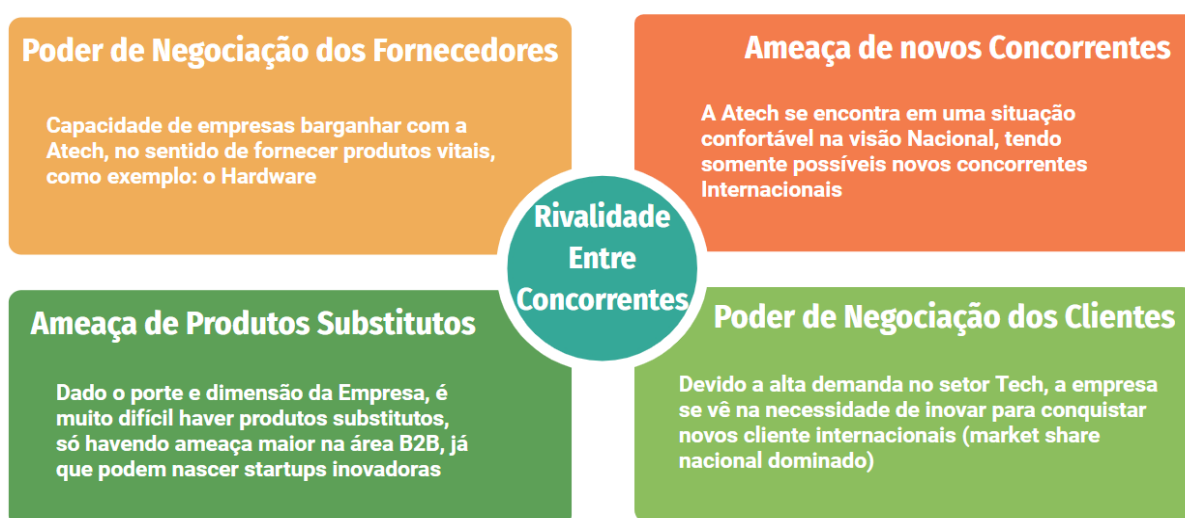 Poder de Negociação dos Fornecedores
Capacidade de empresas barganhar com a
Atech, no sentido de fornecer produtos vitais,
como exemplo: o Hardware
Ameaça de novos Concorrentes
A Atech se encontra em uma situação
confortável na visão Nacional, tendo
somente possíveis novos concorrentes
Internacionais
Rivalidade
Entre
Concorrentes
Ameaça de Produtos Substitutos
Dado o porte e dimensão da Empresa, é
muito difícil haver produtos substitutos,
só havendo ameaça maior na área B2B, já
que podem nascer startups inovadoras
Poder de Negociação dos Clientes
Devido a alta demanda no setor Tech, a empresa
se vê na necessidade de inovar para conquistar
novos cliente internacionais (market share
nacional dominado)